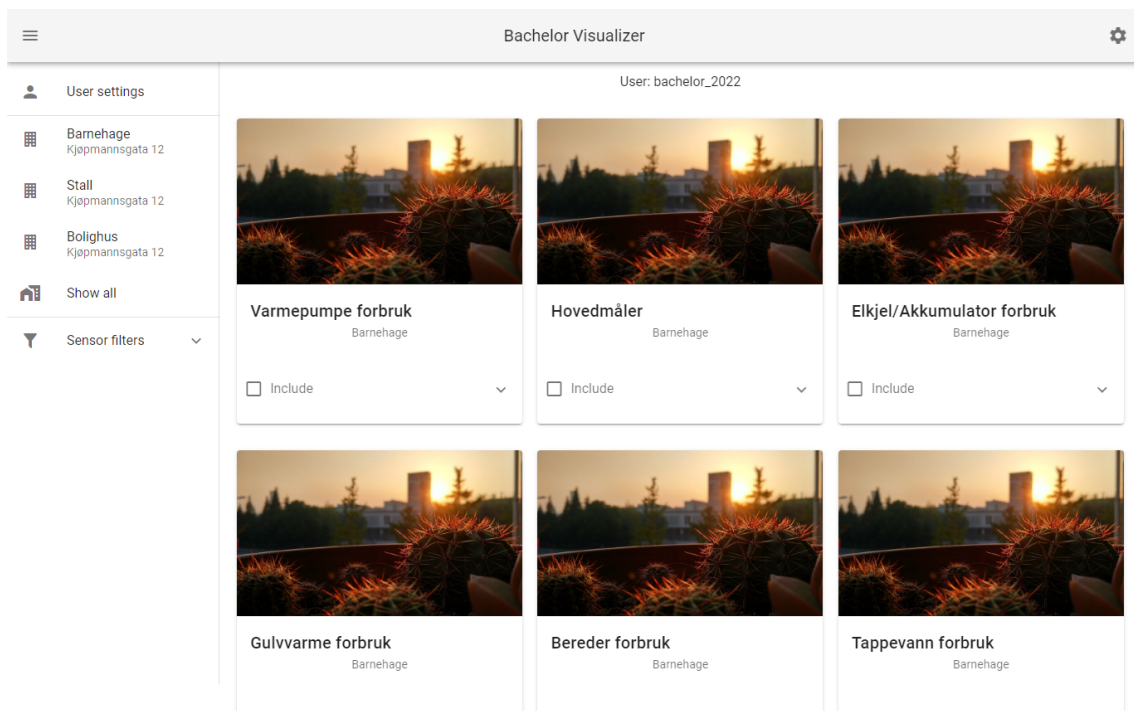 Bachelor Visualizer
User settings
Barnehage
Kjøpmannsgata 12
Stall
Kjøpmannsgata 12
Bolighus
Kjøpmannsgata 12
Show all
Sensor filters
User: bachelor_2022
Varmepumpe forbruk
Barnehage
Include
Hovedmåler
Barnehage
Include
Elkjel/Akkumulator forbruk
Barnehage
Include
Gulvvarme forbruk
Barnehage
Bereder forbruk
Barnehage
Tappevann forbruk
Barnehage